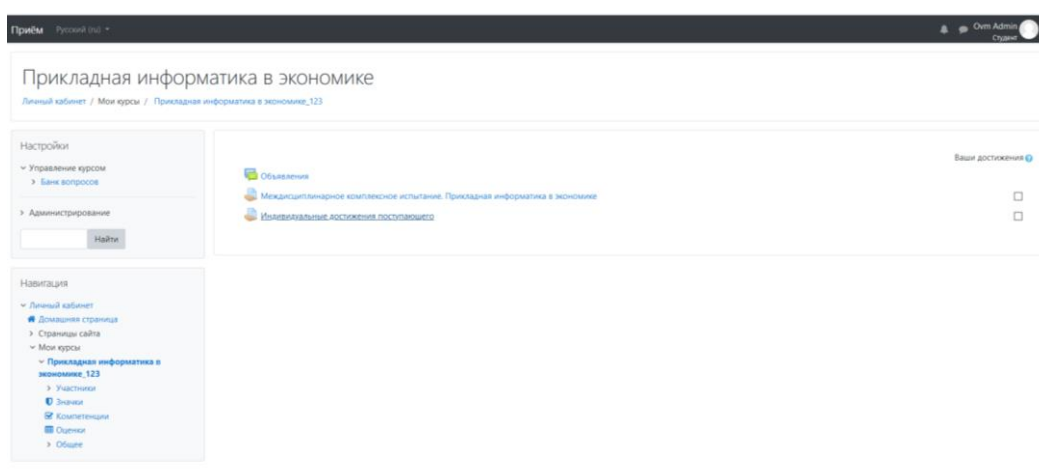 Приём Русский (ru)
Ovm Admin
Студент
Прикладная информатика в экономике
Личный кабинет / Мои курсы / Прикладная информатика в экономике_123
Настройки
Управление курсом
Банк вопросов
Администрирование
Найти
Навигация
Личный кабинет
Домашняя страница
Страницы сайта
Мои курсы
Прикладная информатика в
экономике_123
Участники
Значки
Компетенции
Оценки
Общее
Ваши достижения
Объявления
Междисциплинарное комплексное испытание. Прикладная информатика в экономике
Индивидуальные достижения поступающего